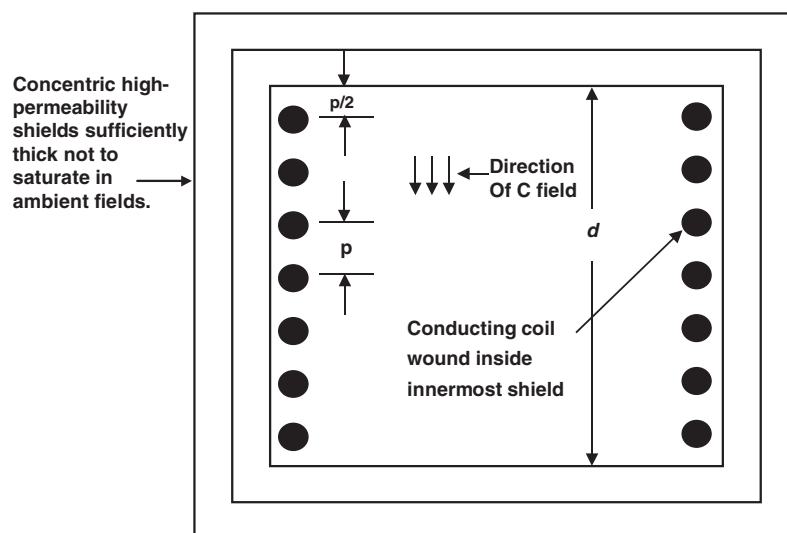 Concentric high-
permeability
shields sufficiently
thick not to
saturate in
ambient fields.
p/2
Direction
Of C field
p
d
Conducting coil
wound inside
innermost shield